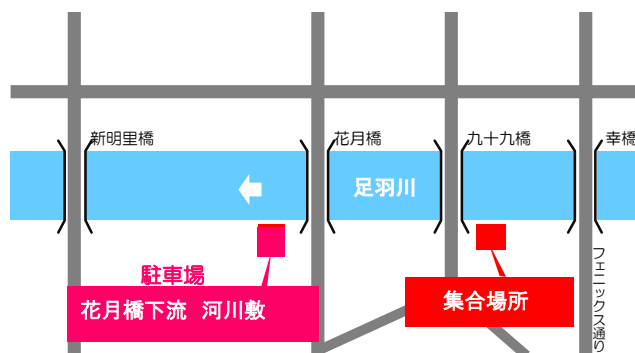 新明里橋
花月橋
九十九橋
幸橋
足羽川
駐車場
花月橋下流 河川敷
集合場所
フェニックス通り